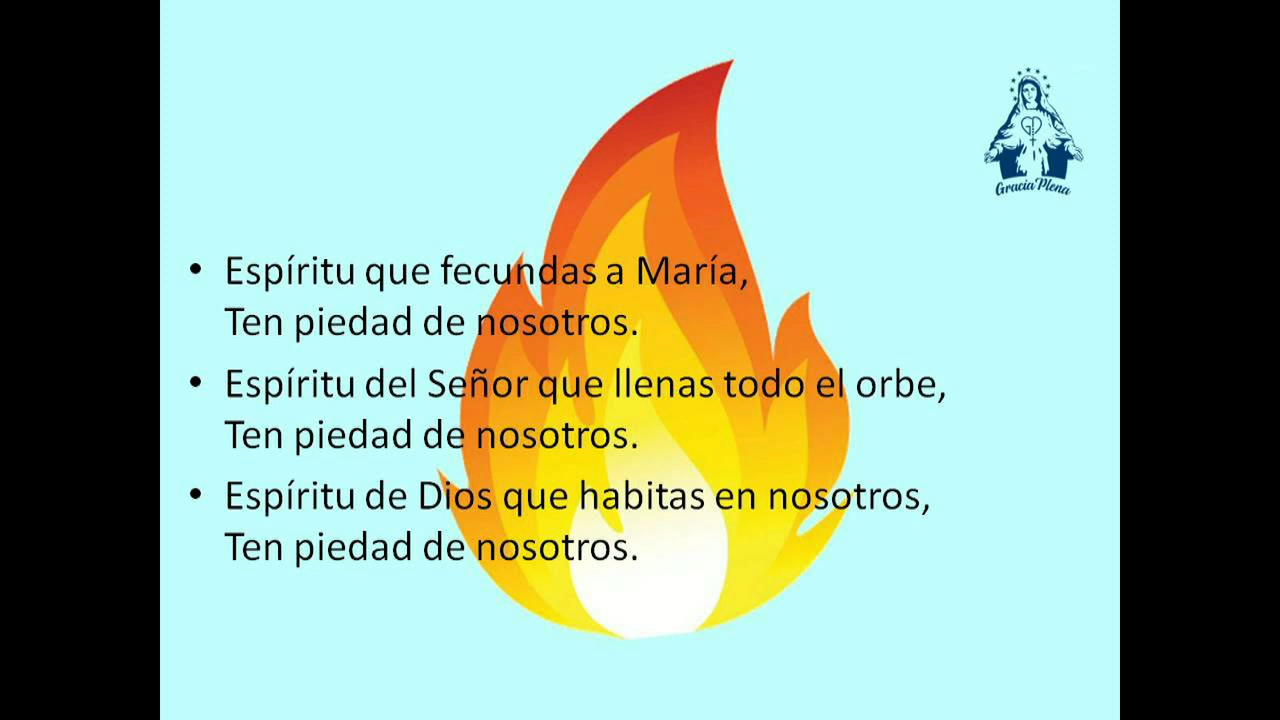 GD
Gracia Plena
• Espíritu que fecundas a María,
Ten piedad de nosotros.
• Espíritu del Señor que llenas todo el orbe,
Ten piedad de nosotros.
• Espíritu de Dios que habitas en nosotros,
Ten piedad de nosotros.